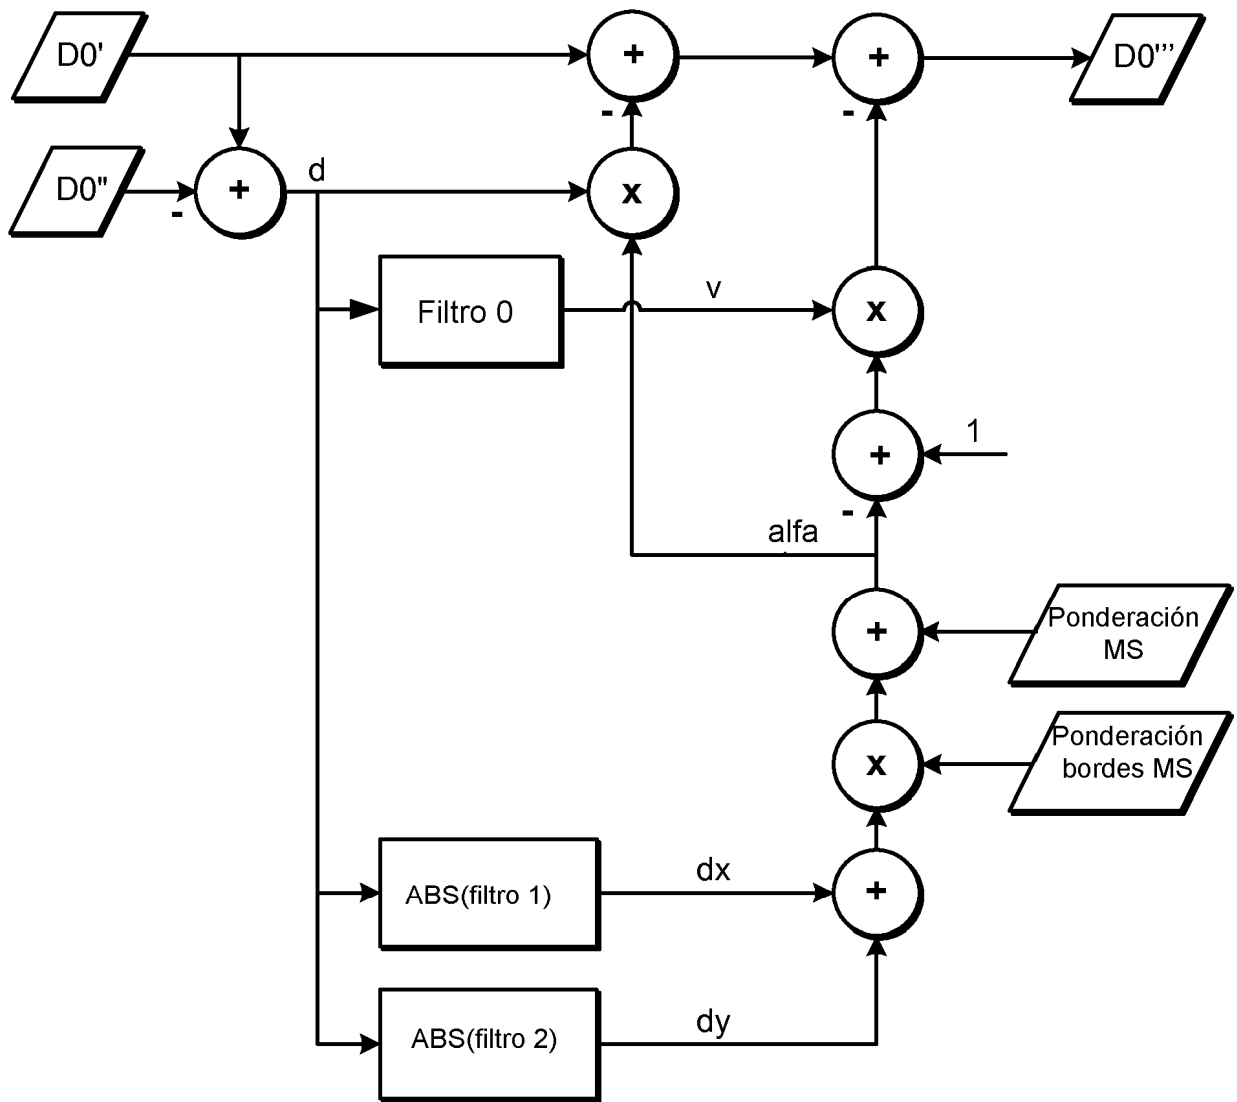 D0'
+
+
D0'''
-
-
D0"
-
+
d
x
Filtro 0
v
x
1
+
-
alfa
Ponderación
MS
+
Ponderación
bordes MS
x
ABS(filtro 1)
dx
+
ABS(filtro 2)
dy